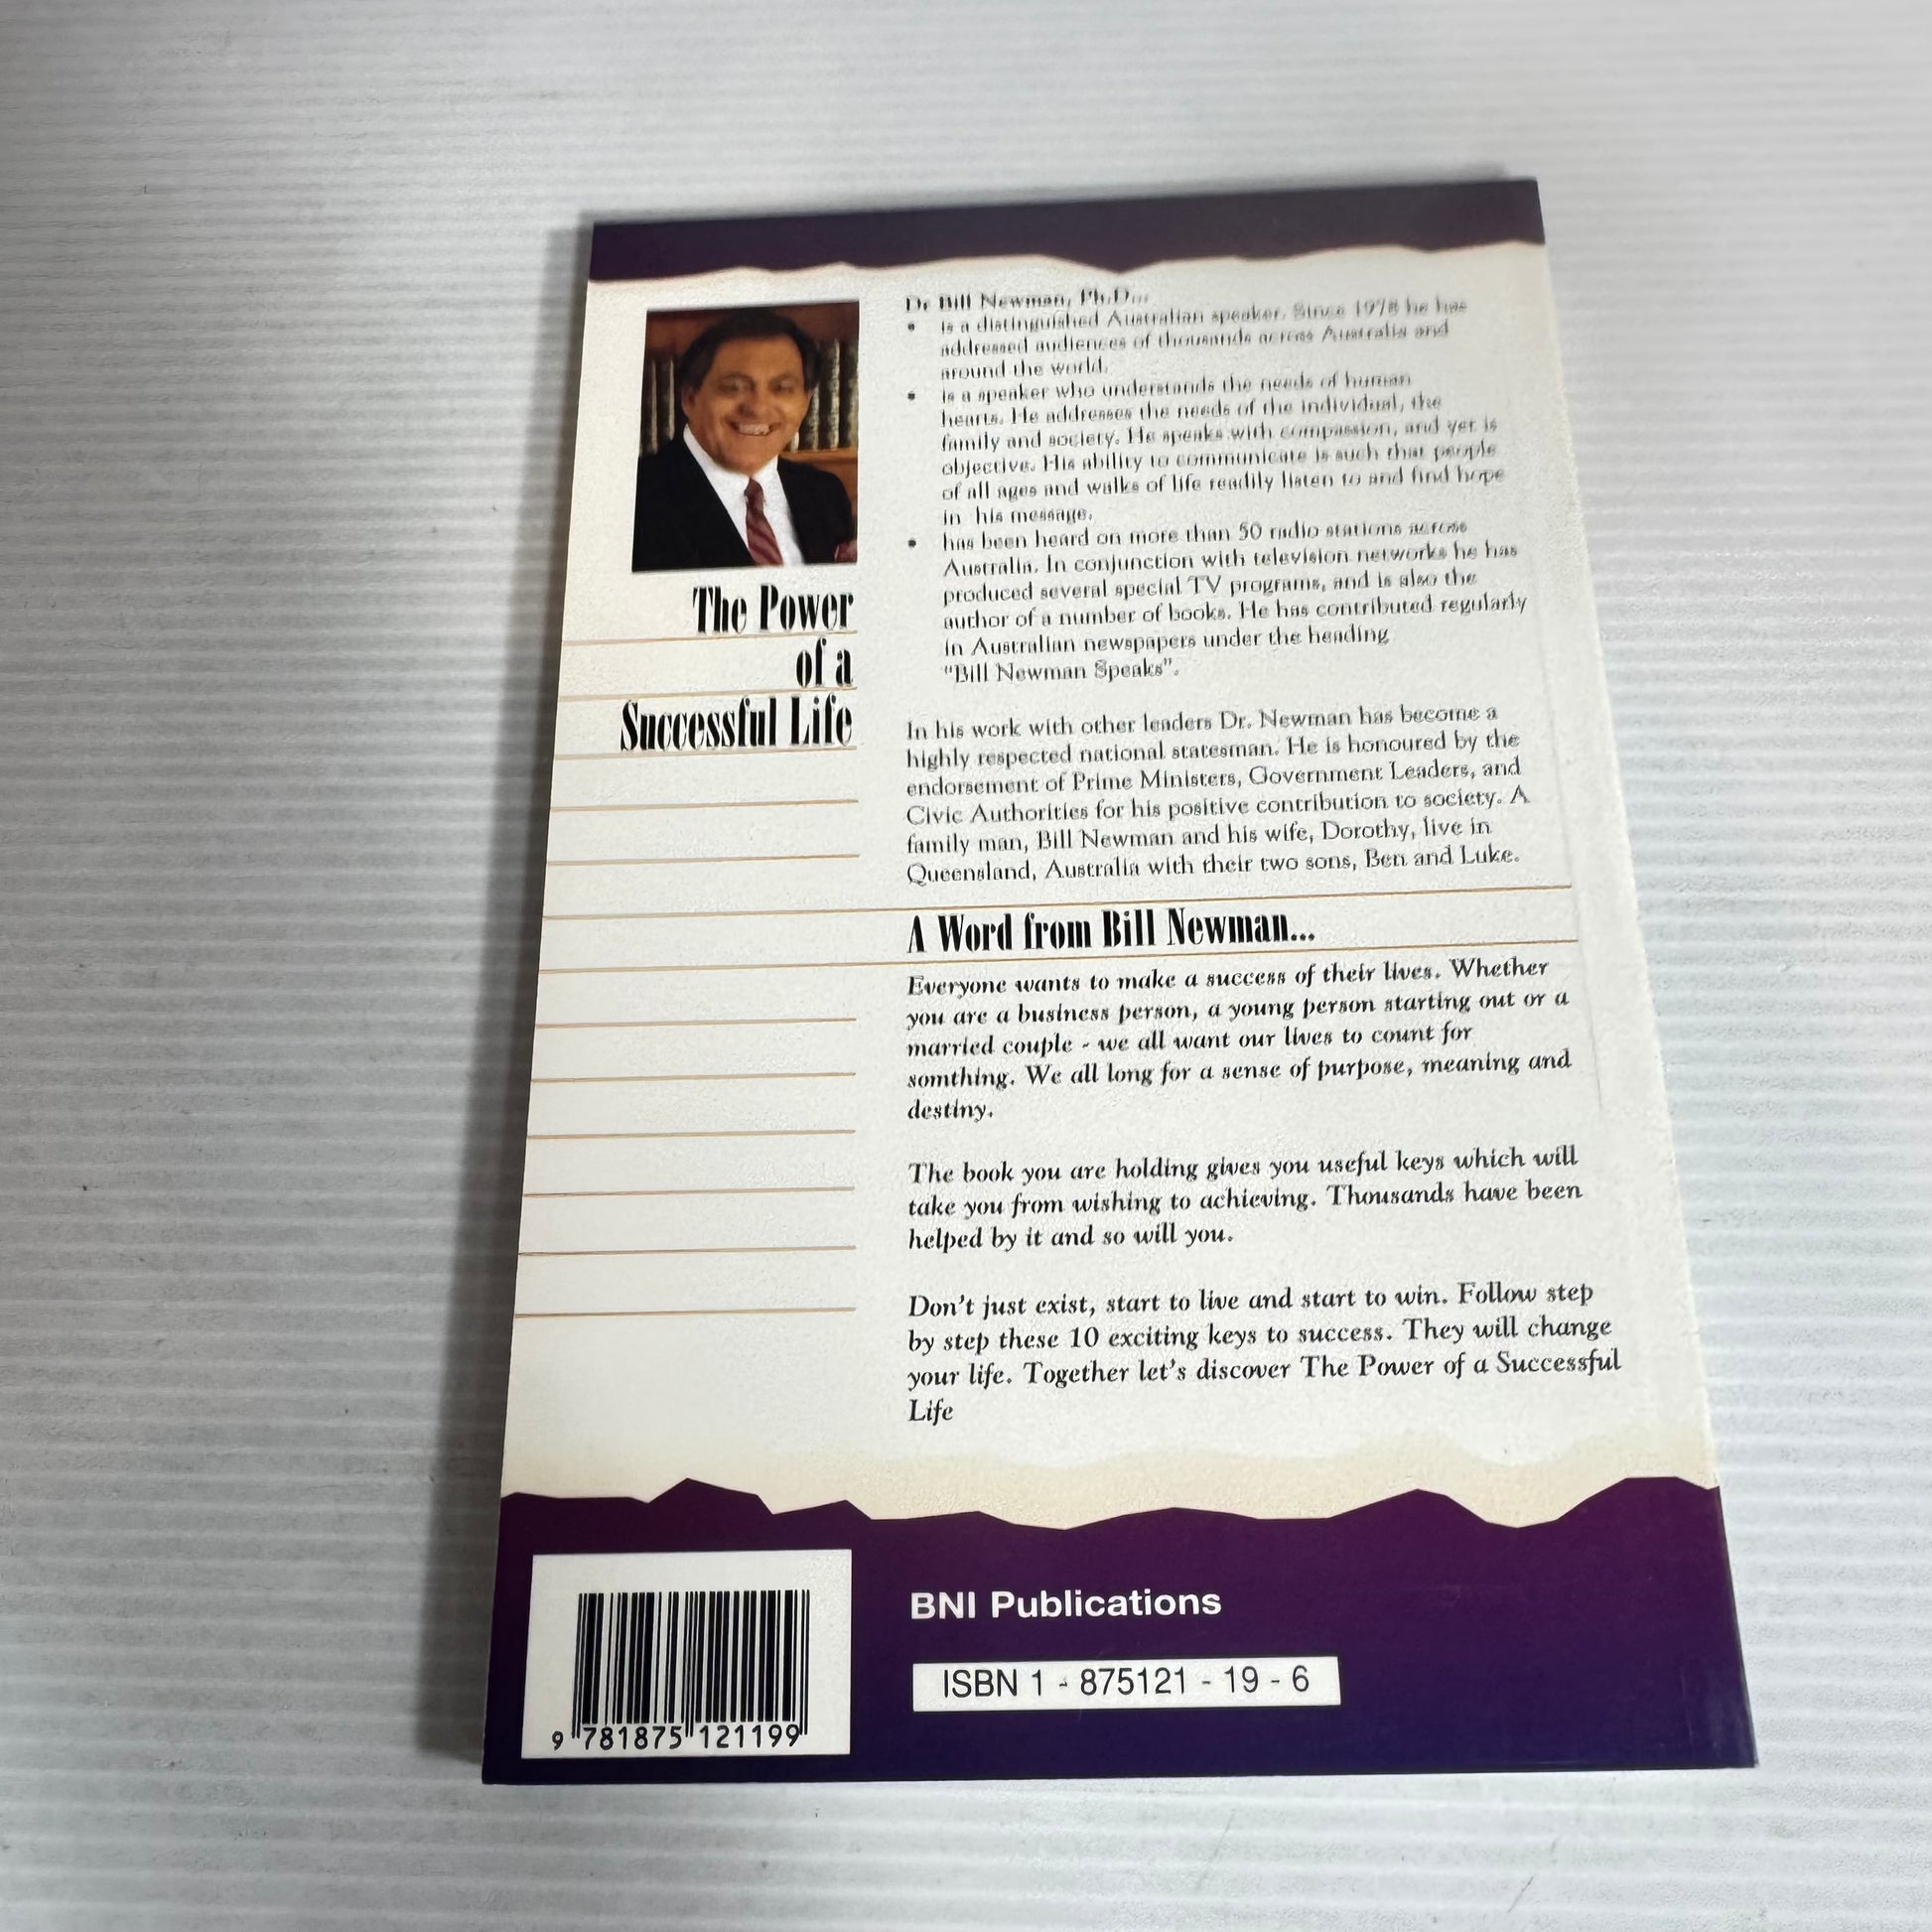 The Power
of a
Successful Life
Dr Bill Newman, Ph.D...
• is a distinguished Australian speaker. Since 1978 he has
addressed audiences of thousands across Australia and
around the world.
• is a speaker who understands the needs of human
hearts. He addresses the needs of the individual, the
family and society. He speaks with compassion, and yet is
objective. His ability to communicate is such that people
of all ages and walks of life readily listen to and find hope
in his message.
• has been heard on more than 50 radio stations across
Australia. In conjunction with television networks he has
produced several special TV programs, and is also the
author of a number of books. He has contributed regularly
in Australian newspapers under the heading
"Bill Newman Speaks".
In his work with other leaders Dr. Newman has become a
highly respected national statesman. He is honoured by the
endorsement of Prime Ministers, Government Leaders, and
Civic Authorities for his positive contribution to society. A
family man, Bill Newman and his wife, Dorothy, live in
Queensland, Australia with their two sons, Ben and Luke.
A Word from Bill Newman...
Everyone wants to make a success of their lives. Whether
you are a business person, a young person starting out or a
married couple - we all want our lives to count for
somthing. We all long for a sense of purpose, meaning and
destiny.
The book you are holding gives you useful keys which will
take you from wishing to achieving. Thousands have been
helped by it and so will you.
Don't just exist, start to live and start to win. Follow step
by step these 10 exciting keys to success. They will change
your life. Together let's discover The Power of a Successful
Life
BNI Publications
ISBN 1 - 875121 - 19 - 6
9 781875 121199